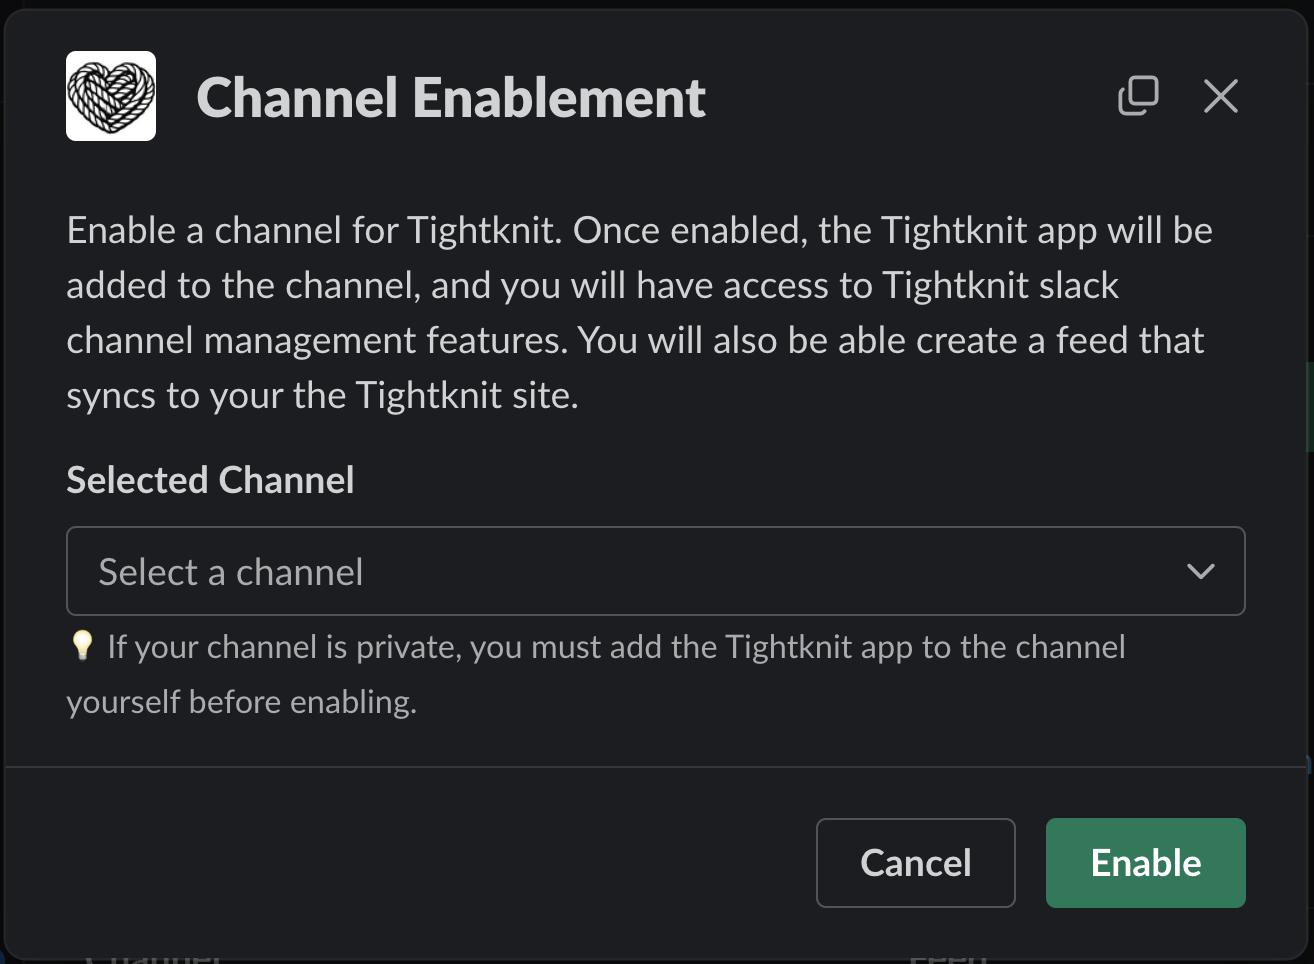 Channel Enablement
Enable a channel for Tightknit. Once enabled, the Tightknit app will be
added to the channel, and you will have access to Tightknit slack
channel management features. You will also be able create a feed that
syncs to your the Tightknit site.
Selected Channel
Select a channel
💡 If your channel is private, you must add the Tightknit app to the channel
yourself before enabling.
Cancel
Enable